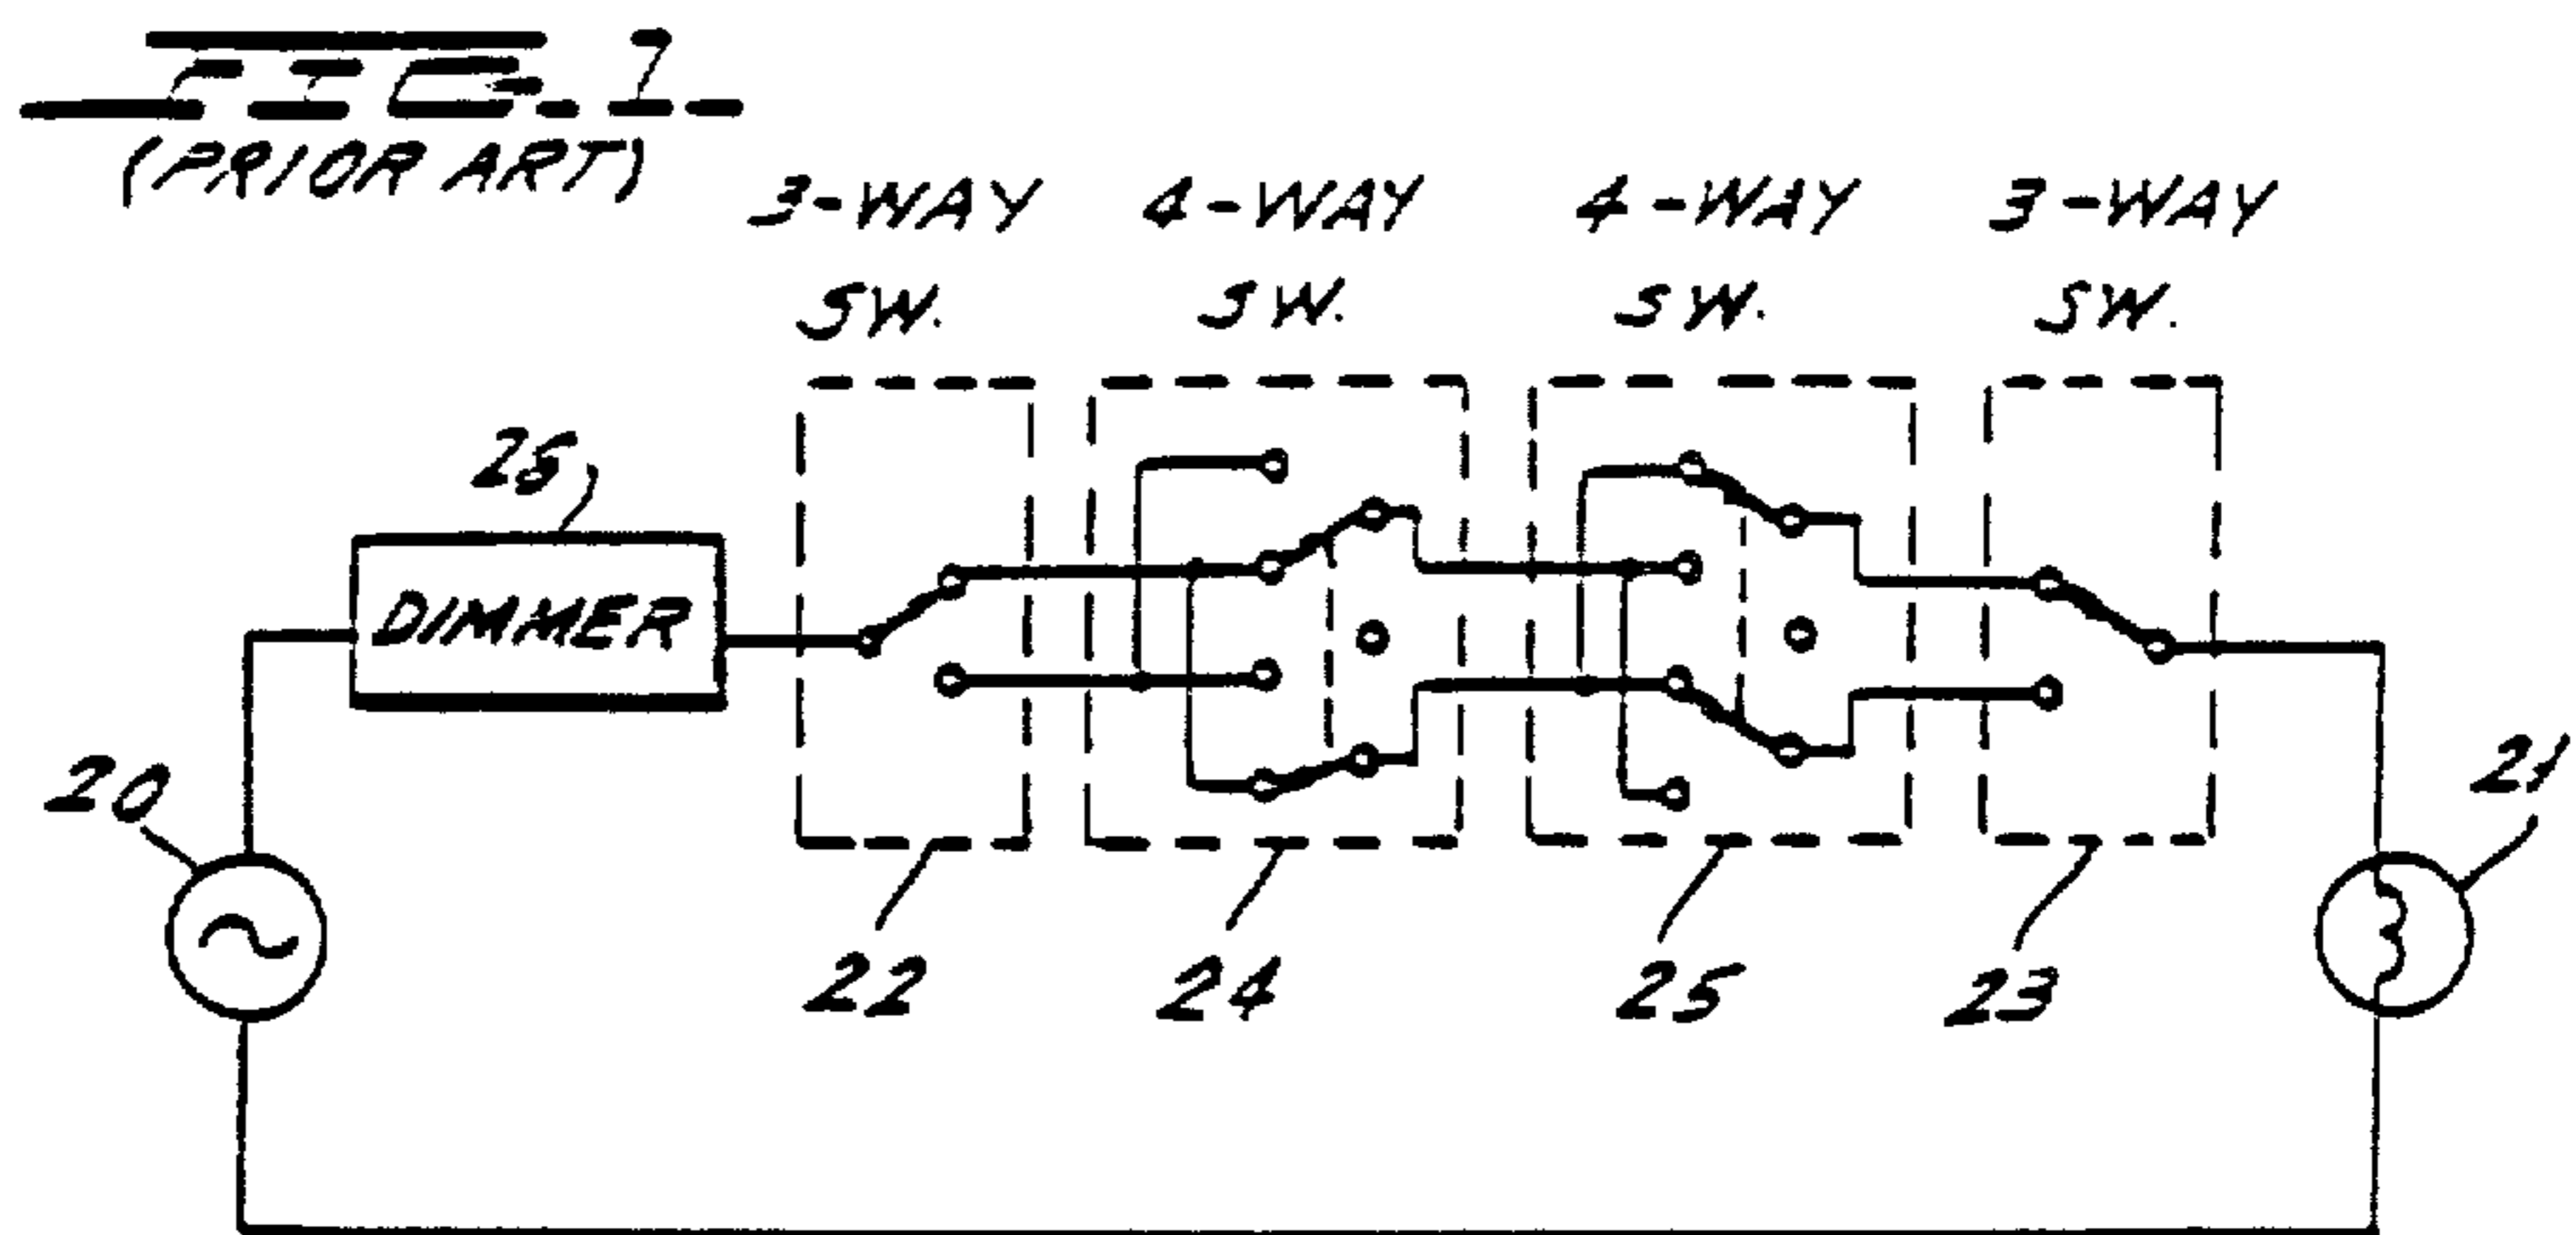 FIG. 1
(PRIOR ART)
3-WAY SW.
4-WAY SW.
4-WAY SW.
3-WAY SW.
DIMMER
20
22
24
25
23
21